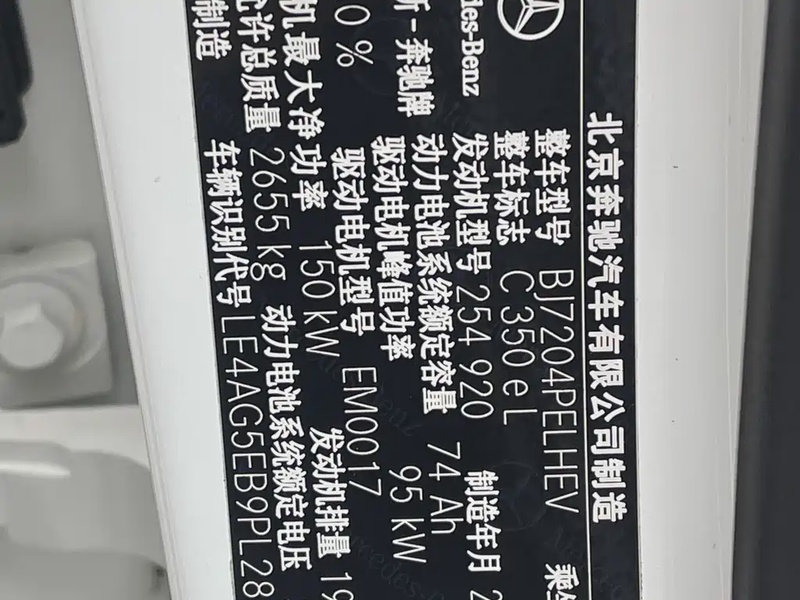 北京奔驰汽车有限公司制造
整车型号 BJ7204PELHEV
Mercedes-Benz 整车标志 C 350 eL
发动机型号 254 920 制造年月 2
奔驰牌 动力电池系统额定容量 74 Ah
驱动电机峰值功率 95 kW
0% 驱动电机型号 EM0017
机最大净功率 150 kW 发动机排量 19
允许总质量 2655 kg 动力电池系统额定电压
制造 车辆识别代号 LE4AG5EB9PL28